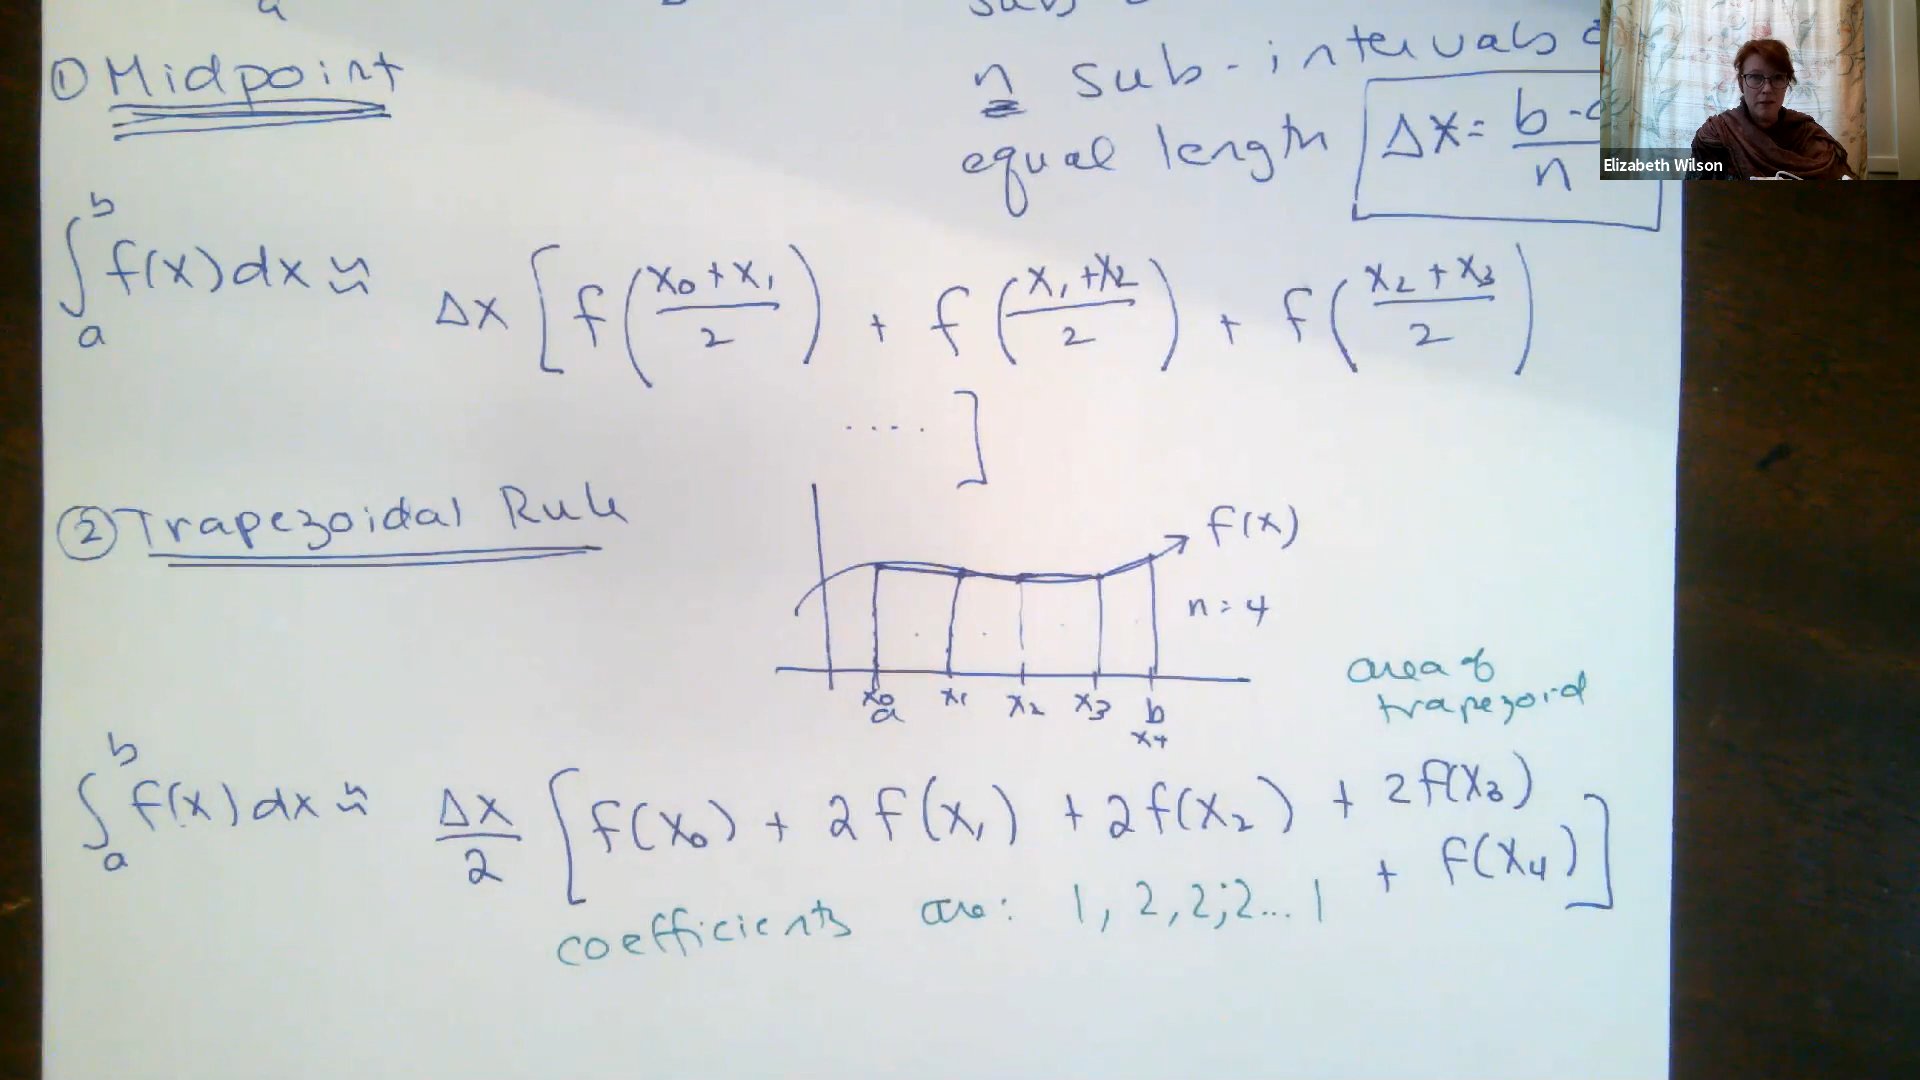 ① Midpoint
n sub-intervals
equal length Δx = b-
n
Elizabeth Wilson
∫ₐᵇ f(x)dx ≈ Δx [ f((x₀+x₁)/2) + f((x₁+x₂)/2) + f((x₂+x₃)/2)
.... ]
② Trapezoidal Rule
f(x)
n = 4
x₀ x₁ x₂ x₃ b
a x₄
area of
trapezoid
∫ₐᵇ f(x)dx ≈ Δx/2 [ f(x₀) + 2f(x₁) + 2f(x₂) + 2f(x₃)
+ f(x₄) ]
coefficients are: 1, 2, 2, 2... 1